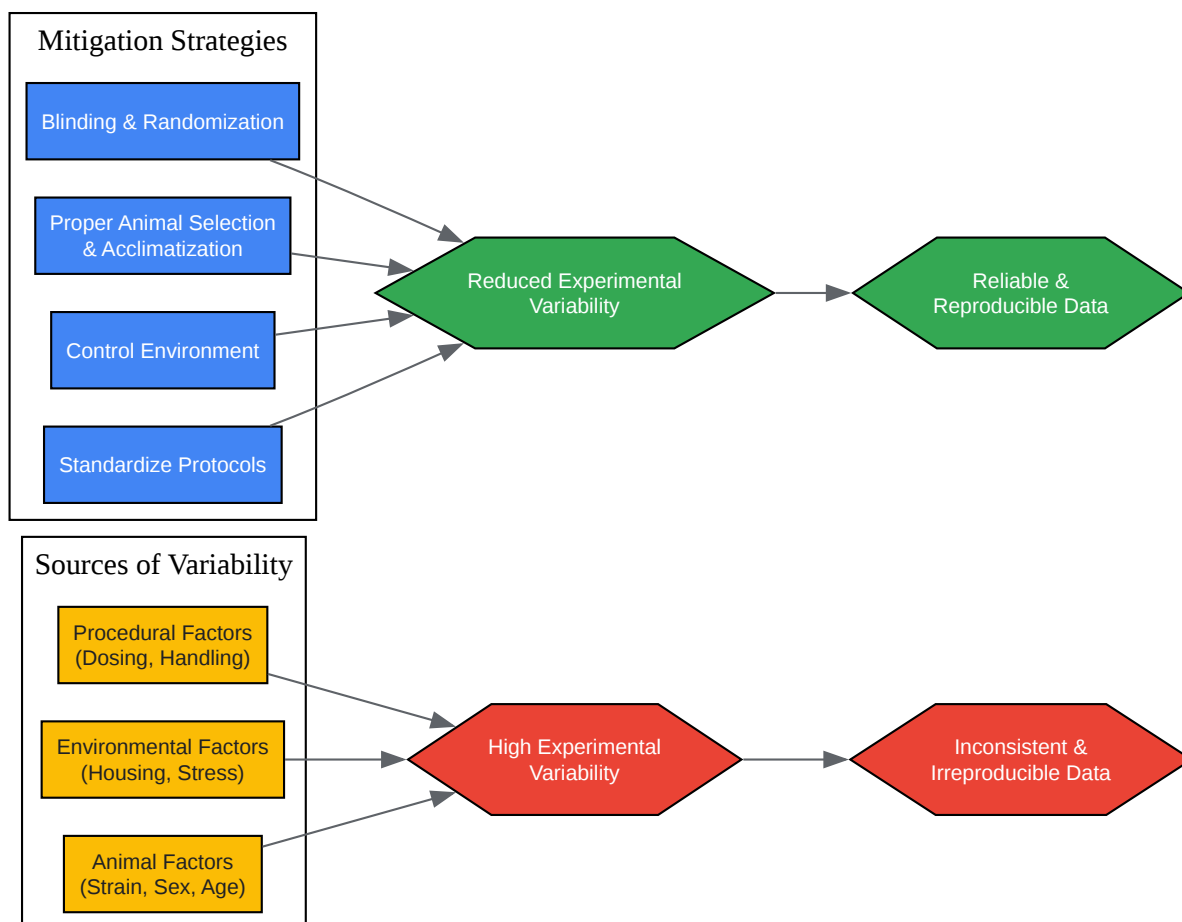 Mitigation Strategies
Blinding & Randomization
Proper Animal Selection
& Acclimatization
Control Environment
Standardize Protocols
Reduced Experimental
Variability
Reliable &
Reproducible Data
Sources of Variability
Procedural Factors
(Dosing, Handling)
Environmental Factors
(Housing, Stress)
Animal Factors
(Strain, Sex, Age)
High Experimental
Variability
Inconsistent &
Irreproducible Data